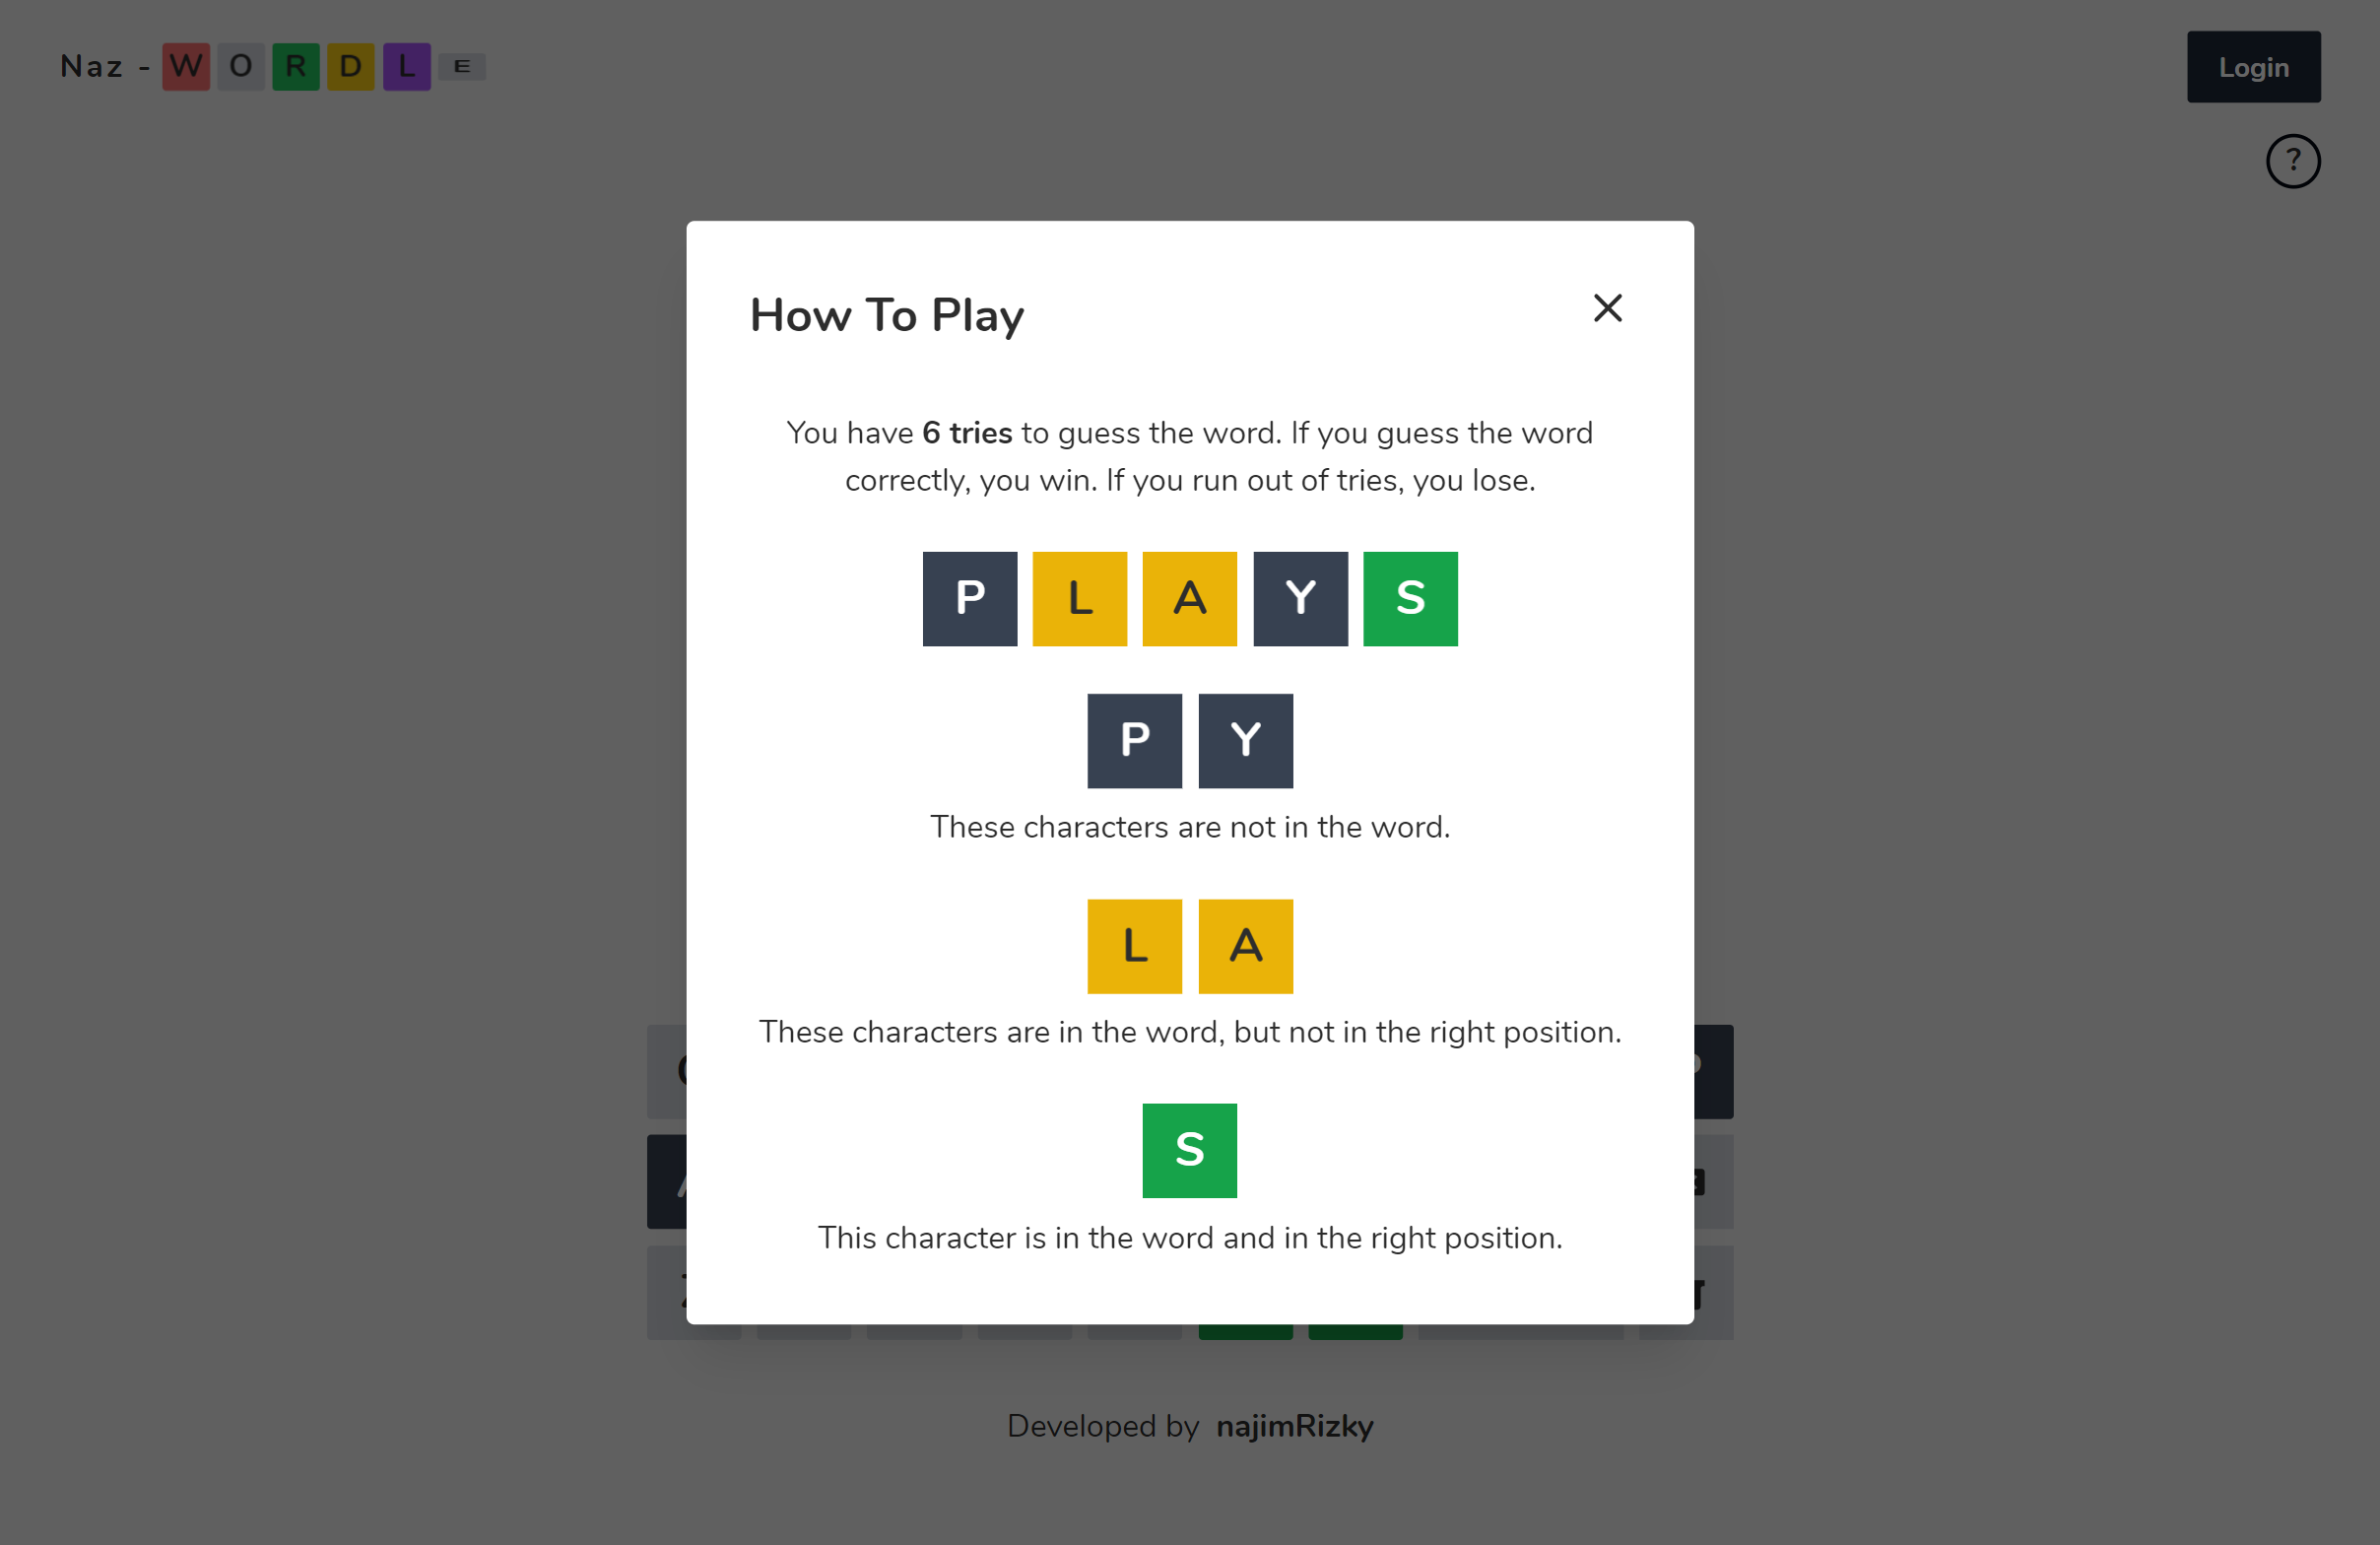 Naz - W O R D L E
Login
?
How To Play
You have 6 tries to guess the word. If you guess the word
correctly, you win. If you run out of tries, you lose.
P L A Y S
P Y
These characters are not in the word.
L A
These characters are in the word, but not in the right position.
S
This character is in the word and in the right position.
Developed by najimRizky